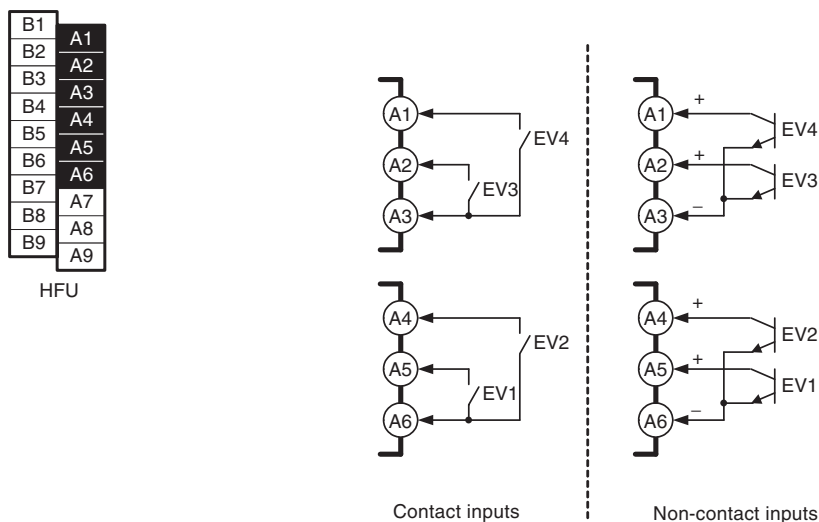 B1
B2
B3
B4
B5
B6
B7
B8
B9
A1
A2
A3
A4
A5
A6
A7
A8
A9
HFU
A1
A2
A3
EV4
EV3
A4
A5
A6
EV2
EV1
Contact inputs
A1
A2
A3
+
+
−
EV4
EV3
A4
A5
A6
+
+
−
EV2
EV1
Non-contact inputs